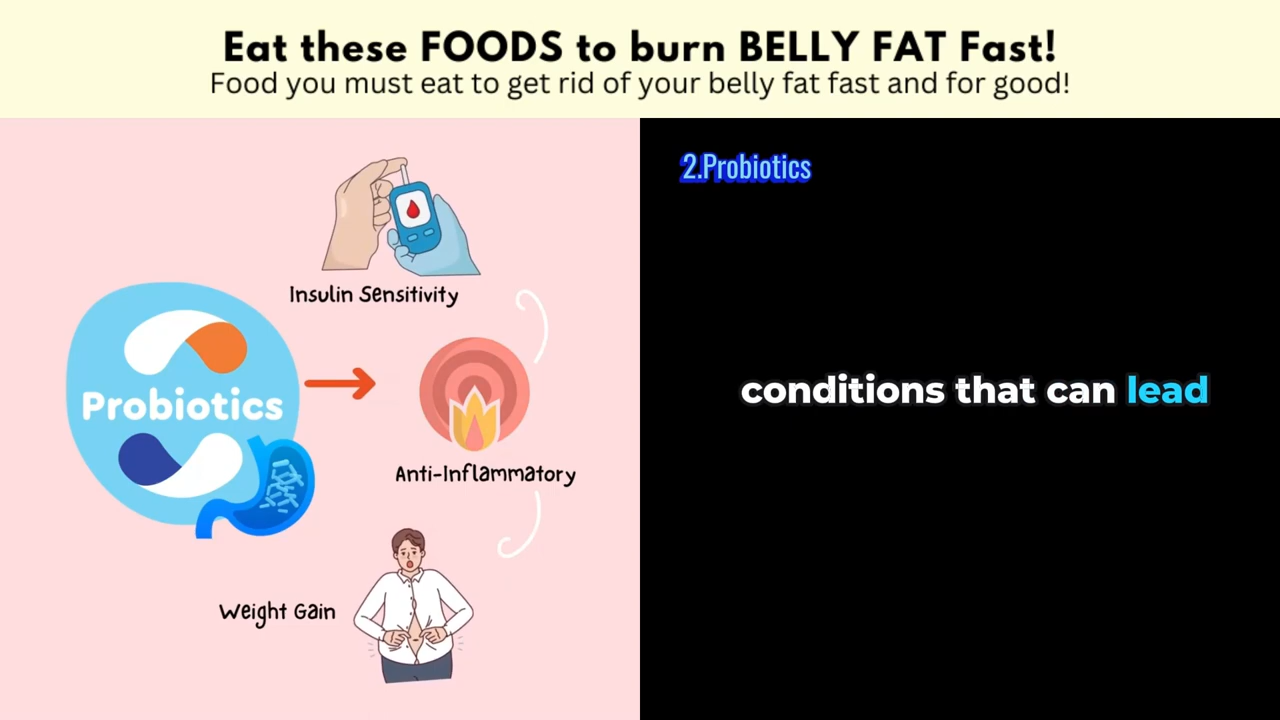 Eat these FOODS to burn BELLY FAT Fast!
Food you must eat to get rid of your belly fat fast and for good!
Insulin Sensitivity
Probiotics
Anti-Inflammatory
Weight Gain
2.Probiotics
conditions that can lead